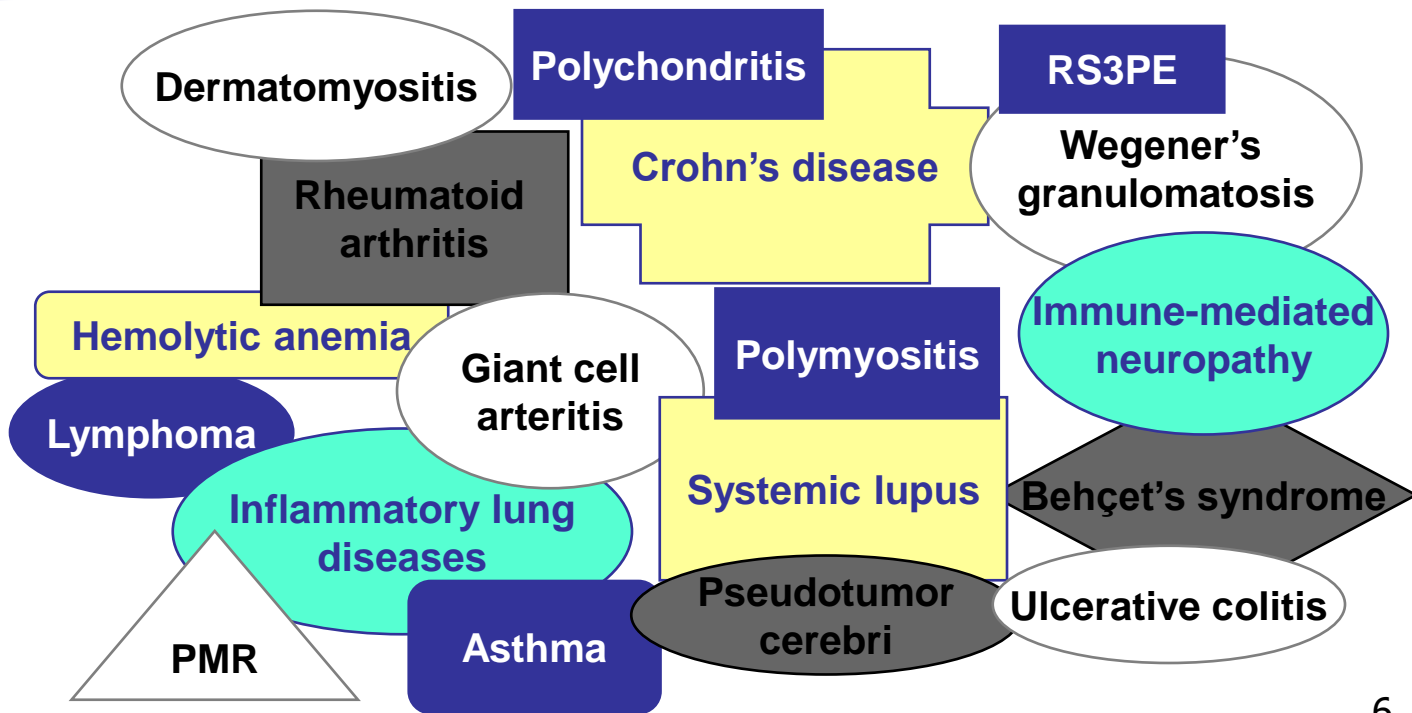 Dermatomyositis
Polychondritis
RS3PE
Rheumatoid
arthritis
Crohn’s disease
Wegener’s
granulomatosis
Hemolytic anemia
Giant cell
arteritis
Polymyositis
Immune-mediated
neuropathy
Lymphoma
Inflammatory lung
diseases
Systemic lupus
Behçet’s syndrome
PMR
Asthma
Pseudotumor
cerebri
Ulcerative colitis
6